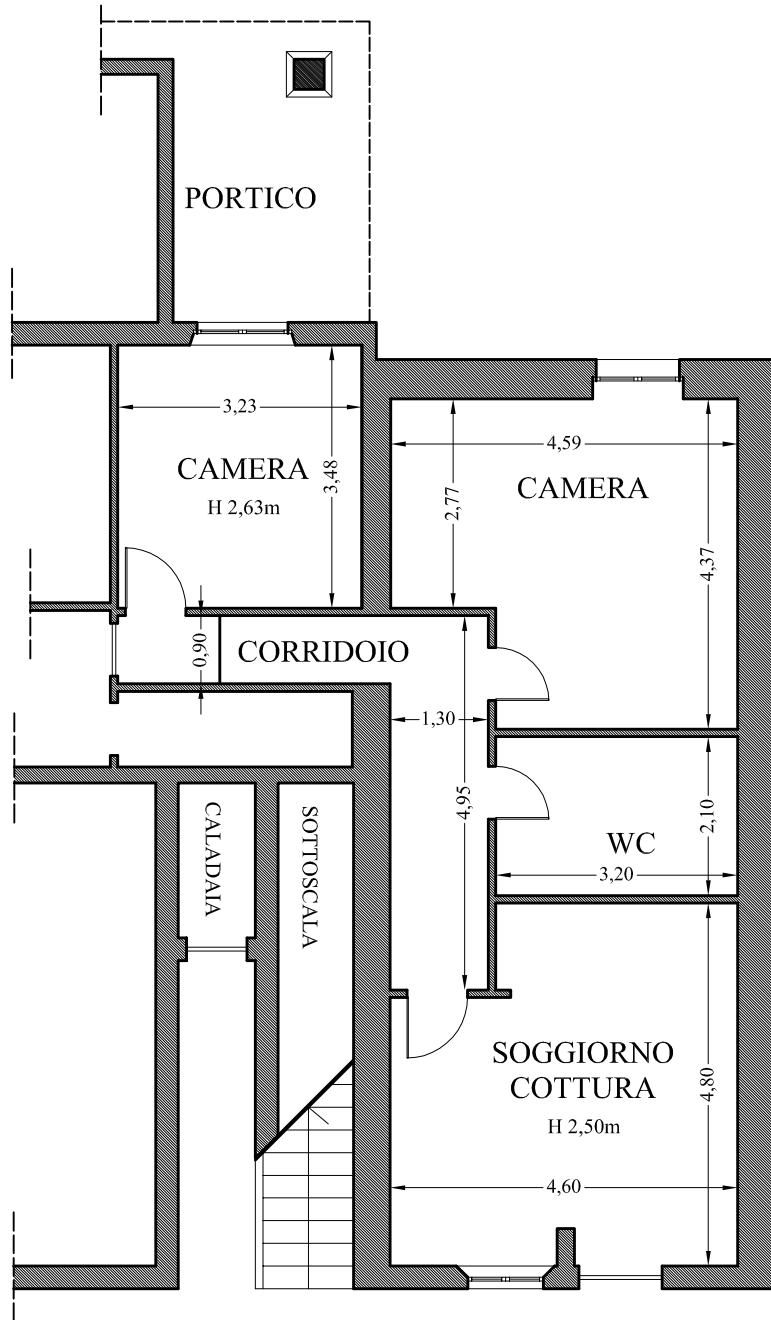 PORTICO
3,23
CAMERA
H 2,63m
3,48
4,59
2,77
CAMERA
4,37
0,90
CORRIDOIO
1,30
4,95
WC
2,10
3,20
CALADAIA
SOTTOSCALA
SOGGIORNO
COTTURA
H 2,50m
4,80
4,60